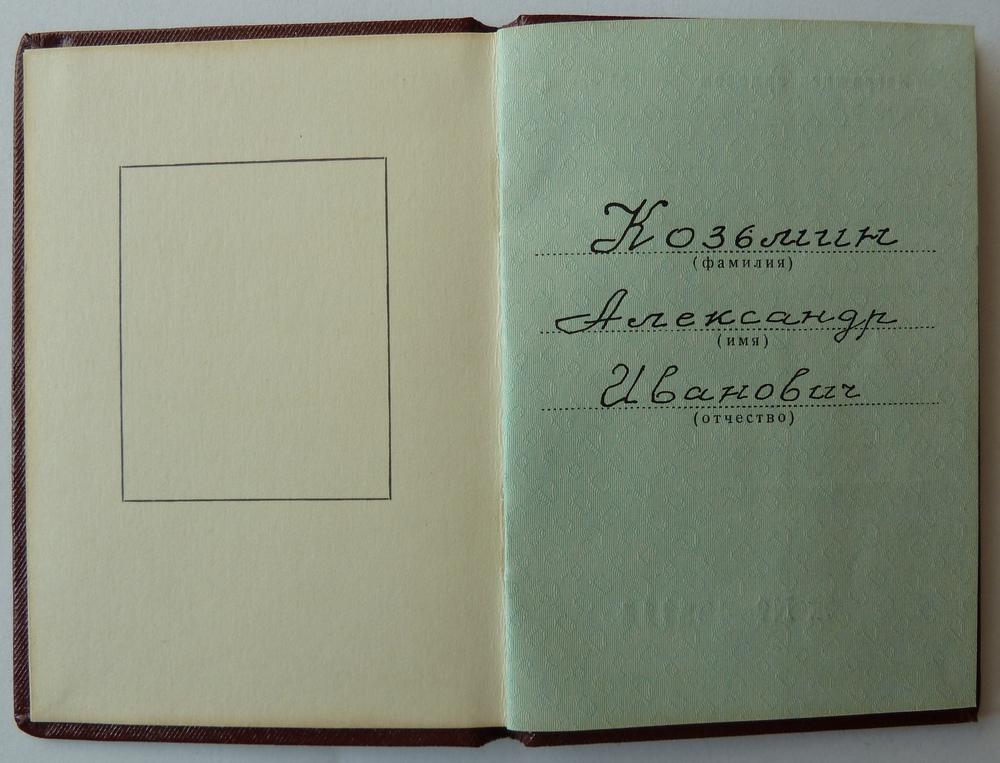 Козьмин
(фамилия)
Александр
(имя)
Иванович
(отчество)